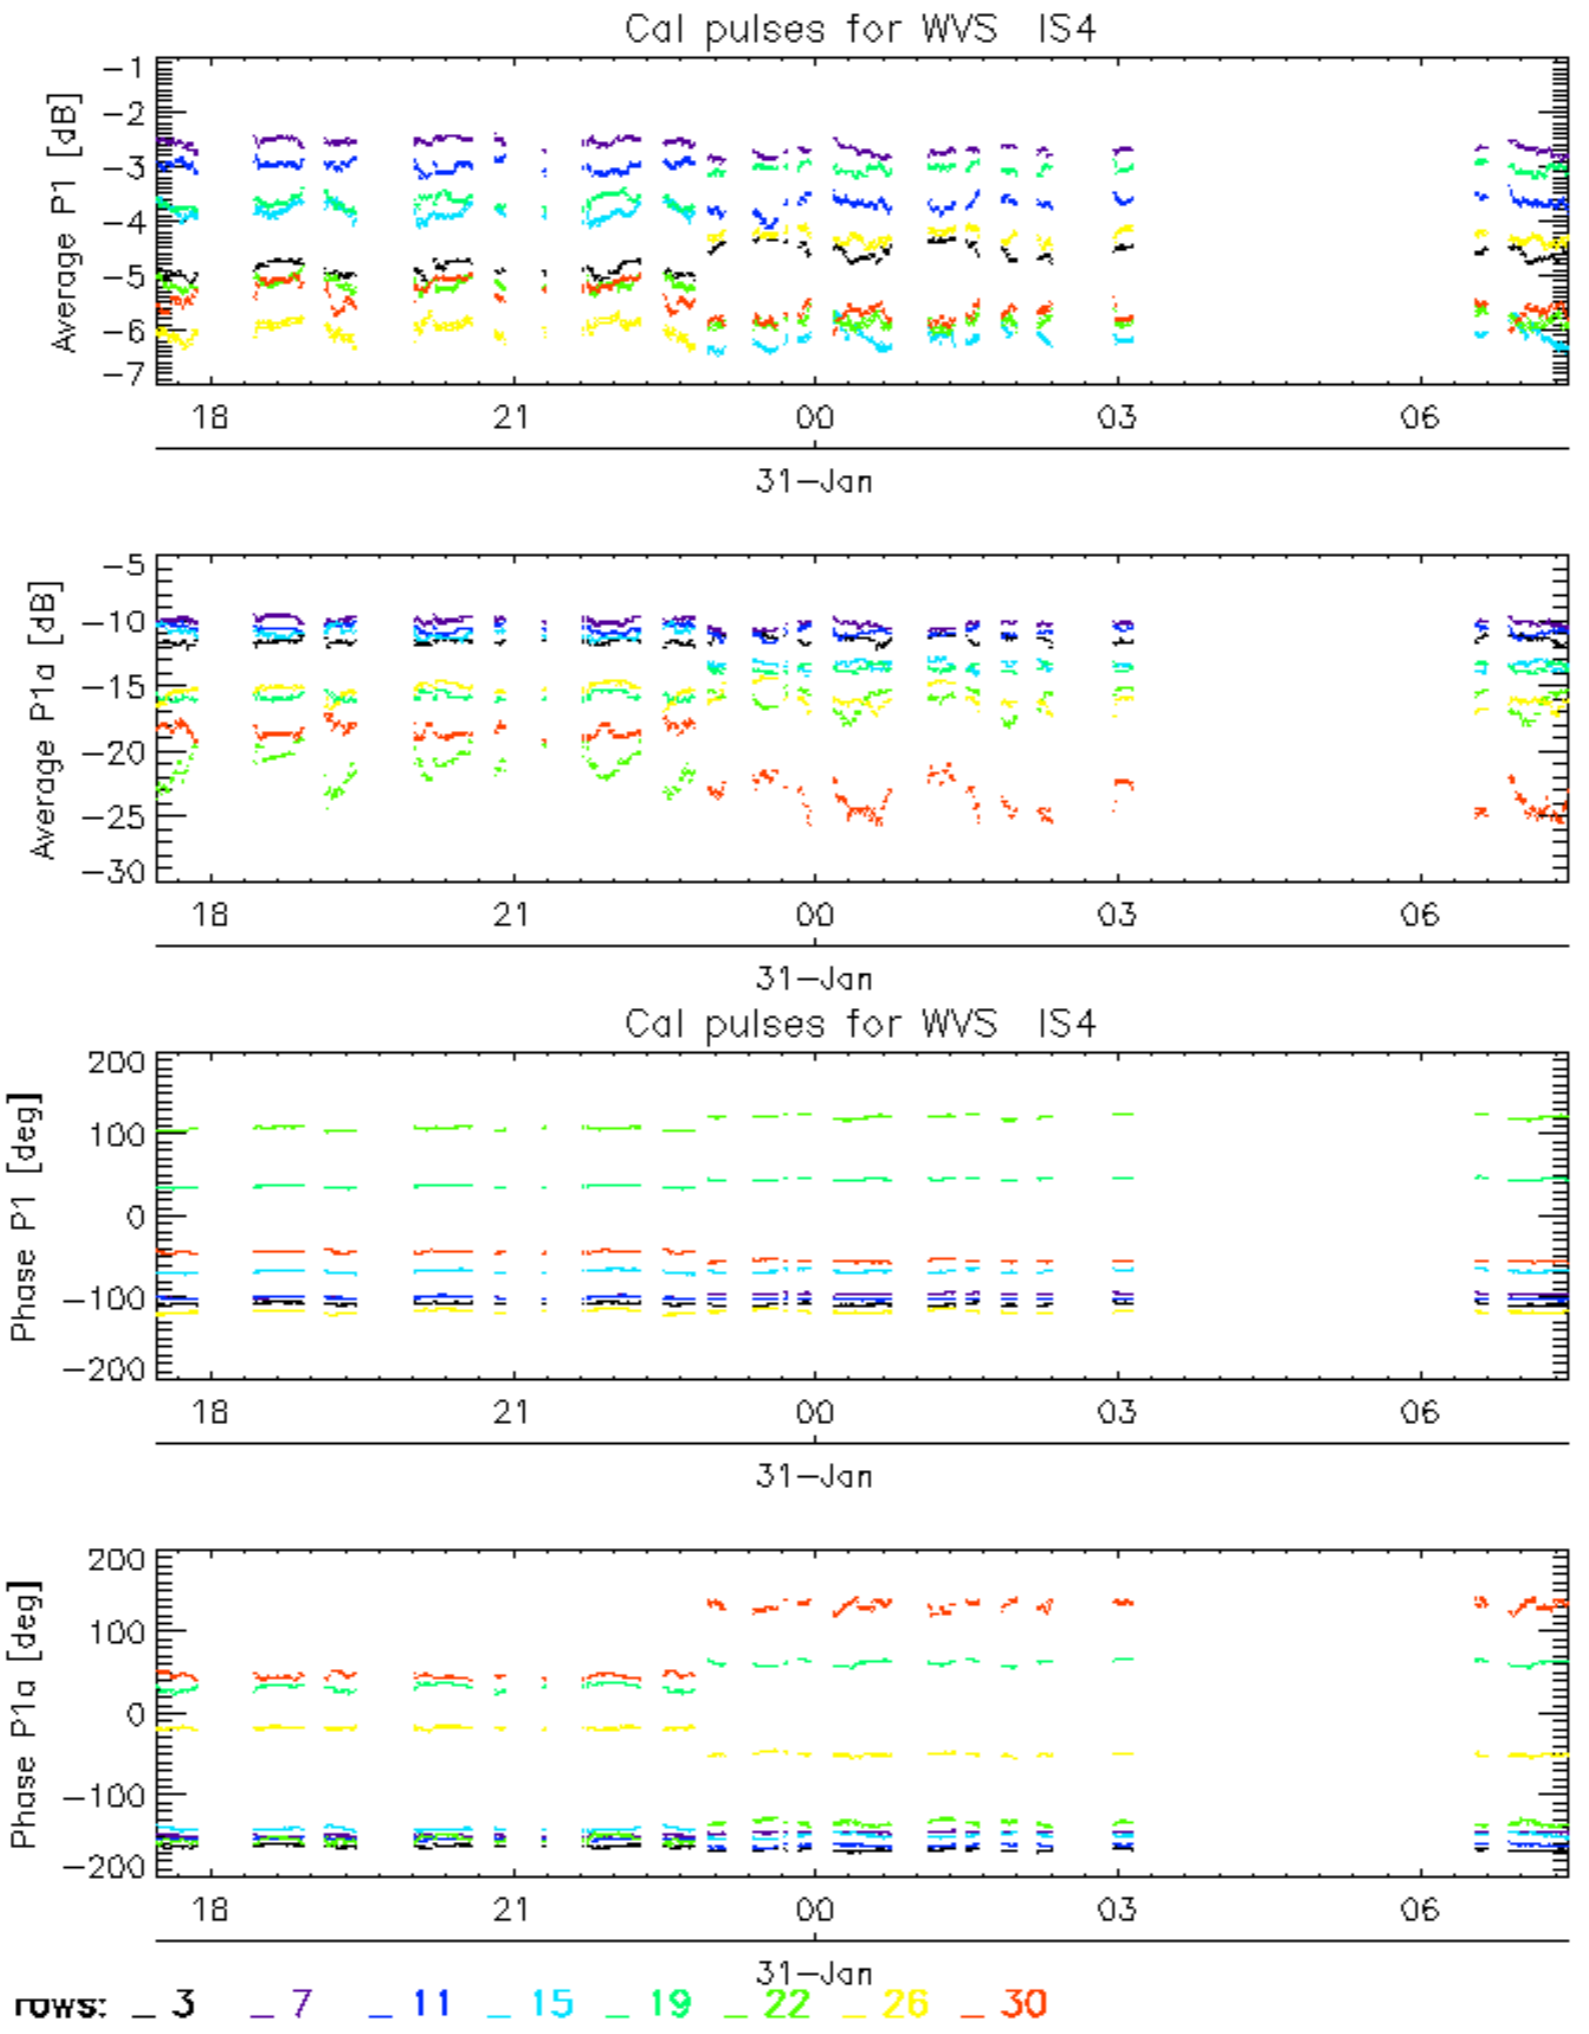 Cal pulses for WVS IS4
Average P1 [dB]
-1
-2
-3
-4
-5
-6
-7
18 21 00 03 06
31-Jan
Average P1a [dB]
-5
-10
-15
-20
-25
-30
18 21 00 03 06
31-Jan
Cal pulses for WVS IS4
Phase P1 [deg]
200
100
0
-100
-200
18 21 00 03 06
31-Jan
Phase P1a [deg]
200
100
0
-100
-200
18 21 00 03 06
31-Jan
rows: _ 3 _ 7 _ 11 _ 15 _ 19 _ 22 _ 26 _ 30